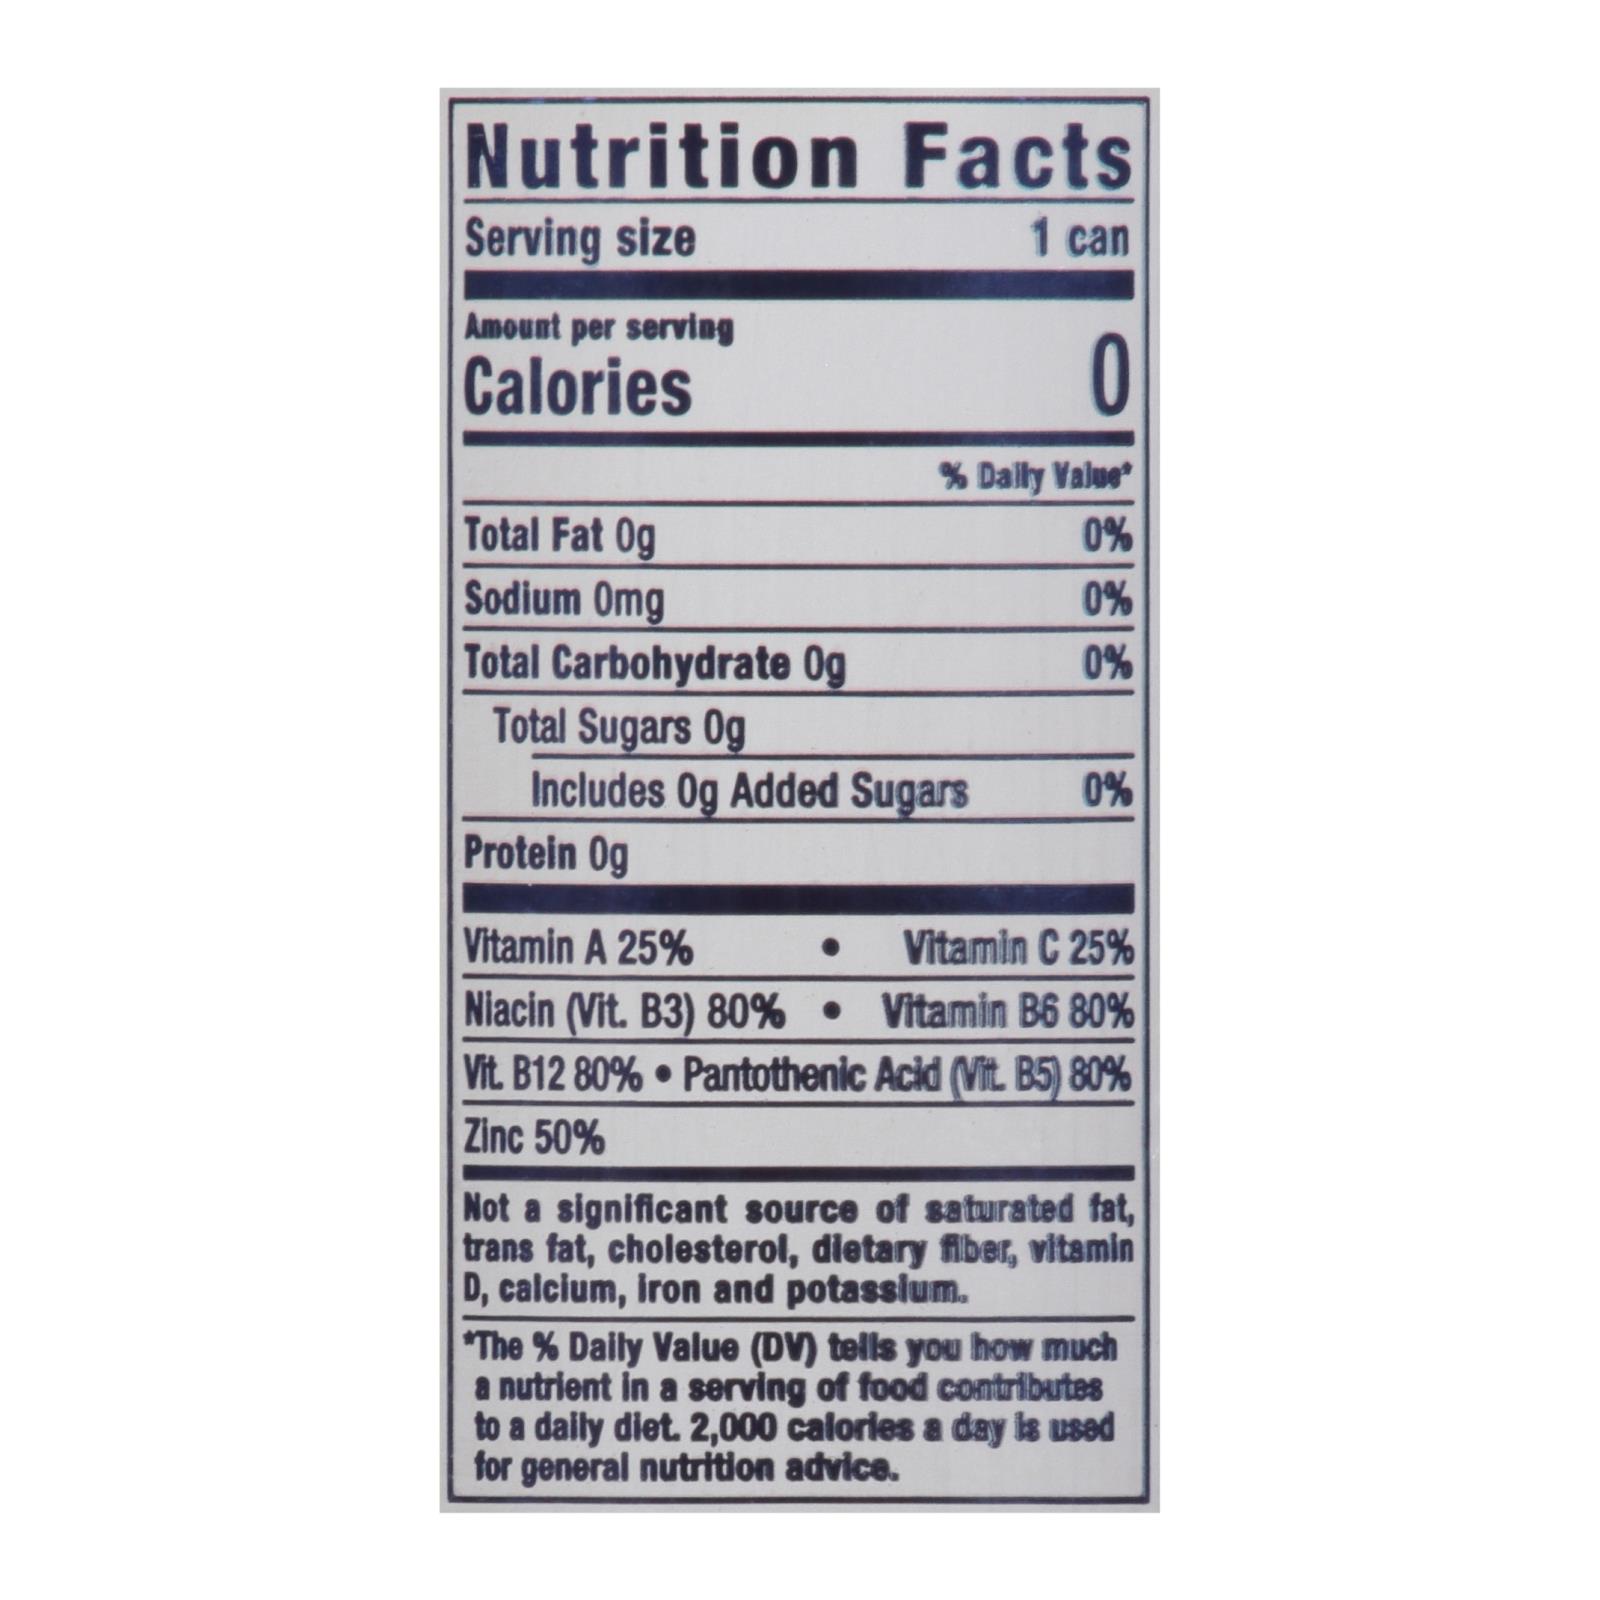 Nutrition Facts
Serving size 1 can
Amount per serving
Calories 0
% Daily Value*
Total Fat 0g 0%
Sodium 0mg 0%
Total Carbohydrate 0g 0%
Total Sugars 0g
Includes 0g Added Sugars 0%
Protein 0g
Vitamin A 25% • Vitamin C 25%
Niacin (Vit. B3) 80% • Vitamin B6 80%
Vit. B12 80% • Pantothenic Acid (Vit. B5) 80%
Zinc 50%
Not a significant source of saturated fat,
trans fat, cholesterol, dietary fiber, vitamin
D, calcium, iron and potassium.
*The % Daily Value (DV) tells you how much
a nutrient in a serving of food contributes
to a daily diet. 2,000 calories a day is used
for general nutrition advice.